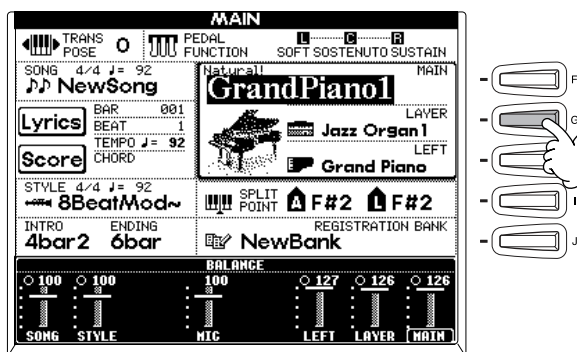 MAIN
TRANS POSE 0
PEDAL FUNCTION
L C R
SOFT SOSTENUTO SUSTAIN
SONG 4/4 ♩= 92
NewSong
Natural! MAIN
GrandPiano1
LAYER
Jazz Organ1
LEFT
Grand Piano
Lyrics
BAR 001
BEAT 1
TEMPO ♩= 92
Score
CHORD
STYLE 4/4 ♩= 92
8BeatMod~
SPLIT POINT A F#2 L F#2
INTRO ENDING
4bar2 6bar
REGISTRATION BANK
NewBank
BALANCE
100 100 100 127 126 126
SONG STYLE MIC LEFT LAYER MAIN
F
G
I
J